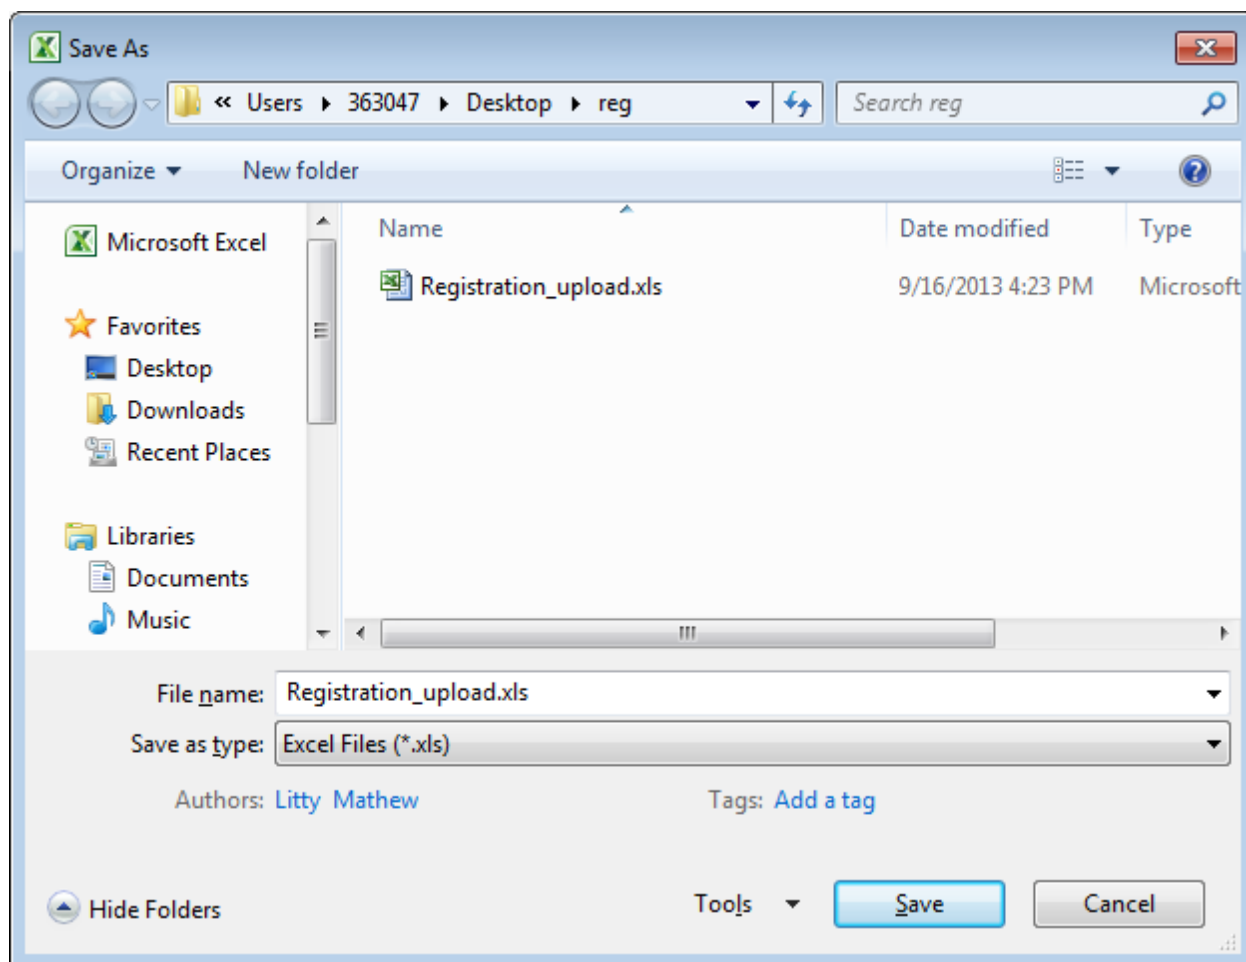 Save As
« Users ▸ 363047 ▸ Desktop ▸ reg
Search reg
Organize
New folder
Name
Date modified
Type
Microsoft Excel
Registration_upload.xls
9/16/2013 4:23 PM
Microsoft
Favorites
Desktop
Downloads
Recent Places
Libraries
Documents
Music
File name: Registration_upload.xls
Save as type: Excel Files (*.xls)
Authors: Litty Mathew
Tags: Add a tag
Hide Folders
Tools
Save
Cancel